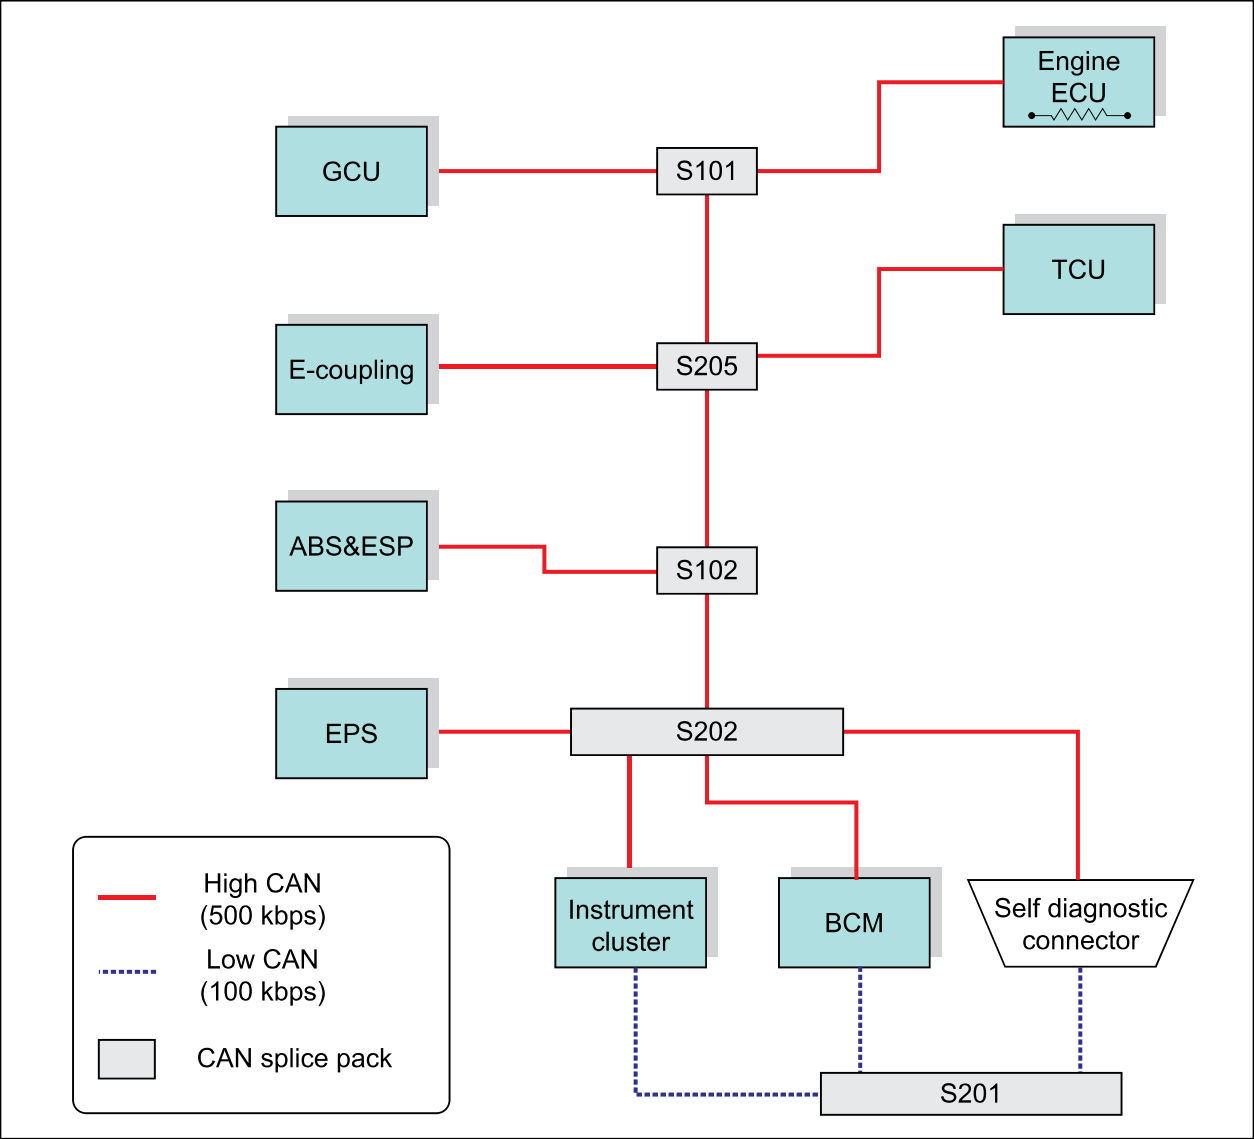 Engine
ECU
GCU
S101
TCU
E-coupling
S205
ABS&ESP
S102
EPS
S202
High CAN
(500 kbps)
Low CAN
(100 kbps)
CAN splice pack
Instrument
cluster
BCM
Self diagnostic
connector
S201